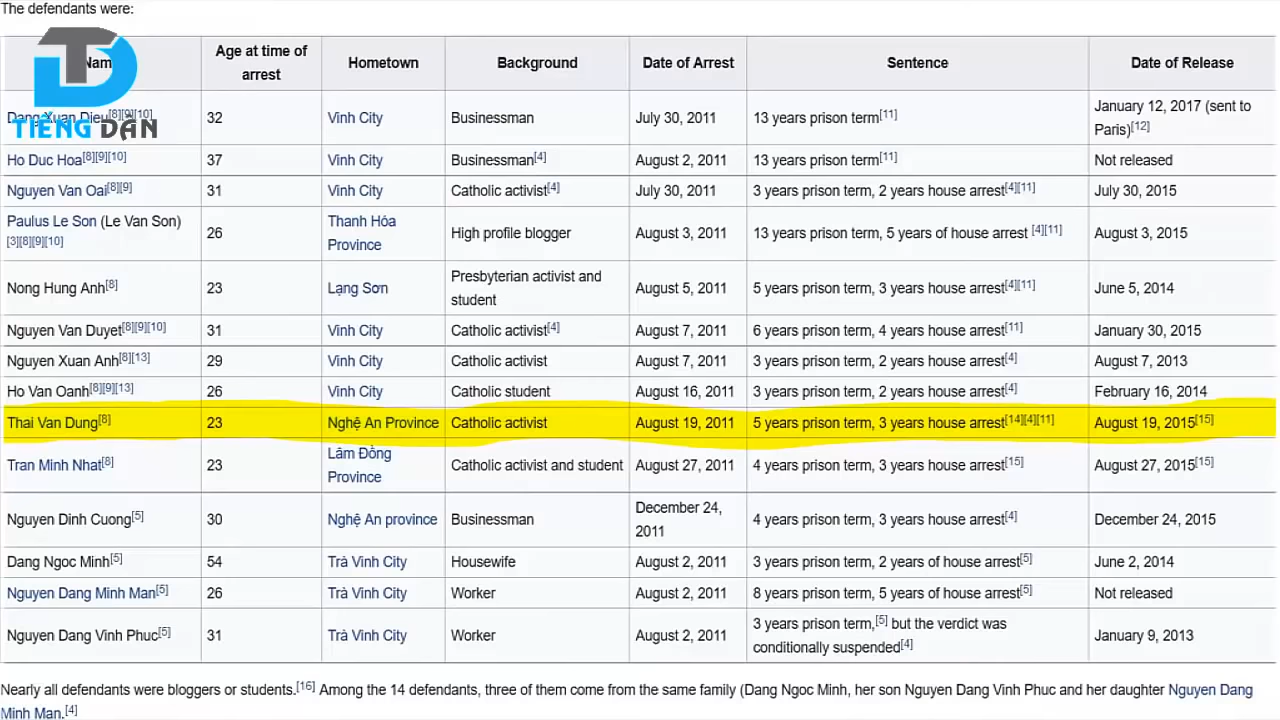 The defendants were:
TIẾNG DÂN
Name Age at time of arrest Hometown Background Date of Arrest Sentence Date of Release
Dang Xuan Dieu[8][9][10] 32 Vinh City Businessman July 30, 2011 13 years prison term[11] January 12, 2017 (sent to Paris)[12]
Ho Duc Hoa[8][9][10] 37 Vinh City Businessman[4] August 2, 2011 13 years prison term[11] Not released
Nguyen Van Oai[8][9] 31 Vinh City Catholic activist[4] July 30, 2011 3 years prison term, 2 years house arrest[4][11] July 30, 2015
Paulus Le Son (Le Van Son)[3][8][9][10] 26 Thanh Hóa Province High profile blogger August 3, 2011 13 years prison term, 5 years of house arrest [4][11] August 3, 2015
Nong Hung Anh[8] 23 Lạng Sơn Presbyterian activist and student August 5, 2011 5 years prison term, 3 years house arrest[4][11] June 5, 2014
Nguyen Van Duyet[8][9][10] 31 Vinh City Catholic activist[4] August 7, 2011 6 years prison term, 4 years house arrest[11] January 30, 2015
Nguyen Xuan Anh[8][13] 29 Vinh City Catholic activist August 7, 2011 3 years prison term, 2 years house arrest[4] August 7, 2013
Ho Van Oanh[8][9][13] 26 Vinh City Catholic student August 16, 2011 3 years prison term, 2 years house arrest[4] February 16, 2014
Thai Van Dung[8] 23 Nghệ An Province Catholic activist August 19, 2011 5 years prison term, 3 years house arrest[14][4][11] August 19, 2015[15]
Tran Minh Nhat[8] 23 Lâm Đồng Province Catholic activist and student August 27, 2011 4 years prison term, 3 years house arrest[15] August 27, 2015[15]
Nguyen Dinh Cuong[5] 30 Nghệ An province Businessman December 24, 2011 4 years prison term, 3 years house arrest[4] December 24, 2015
Dang Ngoc Minh[5] 54 Trà Vinh City Housewife August 2, 2011 3 years prison term, 2 years of house arrest[5] June 2, 2014
Nguyen Dang Minh Man[5] 26 Trà Vinh City Worker August 2, 2011 8 years prison term, 5 years of house arrest[5] Not released
Nguyen Dang Vinh Phuc[5] 31 Trà Vinh City Worker August 2, 2011 3 years prison term,[5] but the verdict was conditionally suspended[4] January 9, 2013
Nearly all defendants were bloggers or students.[16] Among the 14 defendants, three of them come from the same family (Dang Ngoc Minh, her son Nguyen Dang Vinh Phuc and her daughter Nguyen Dang
Minh Man.[4]